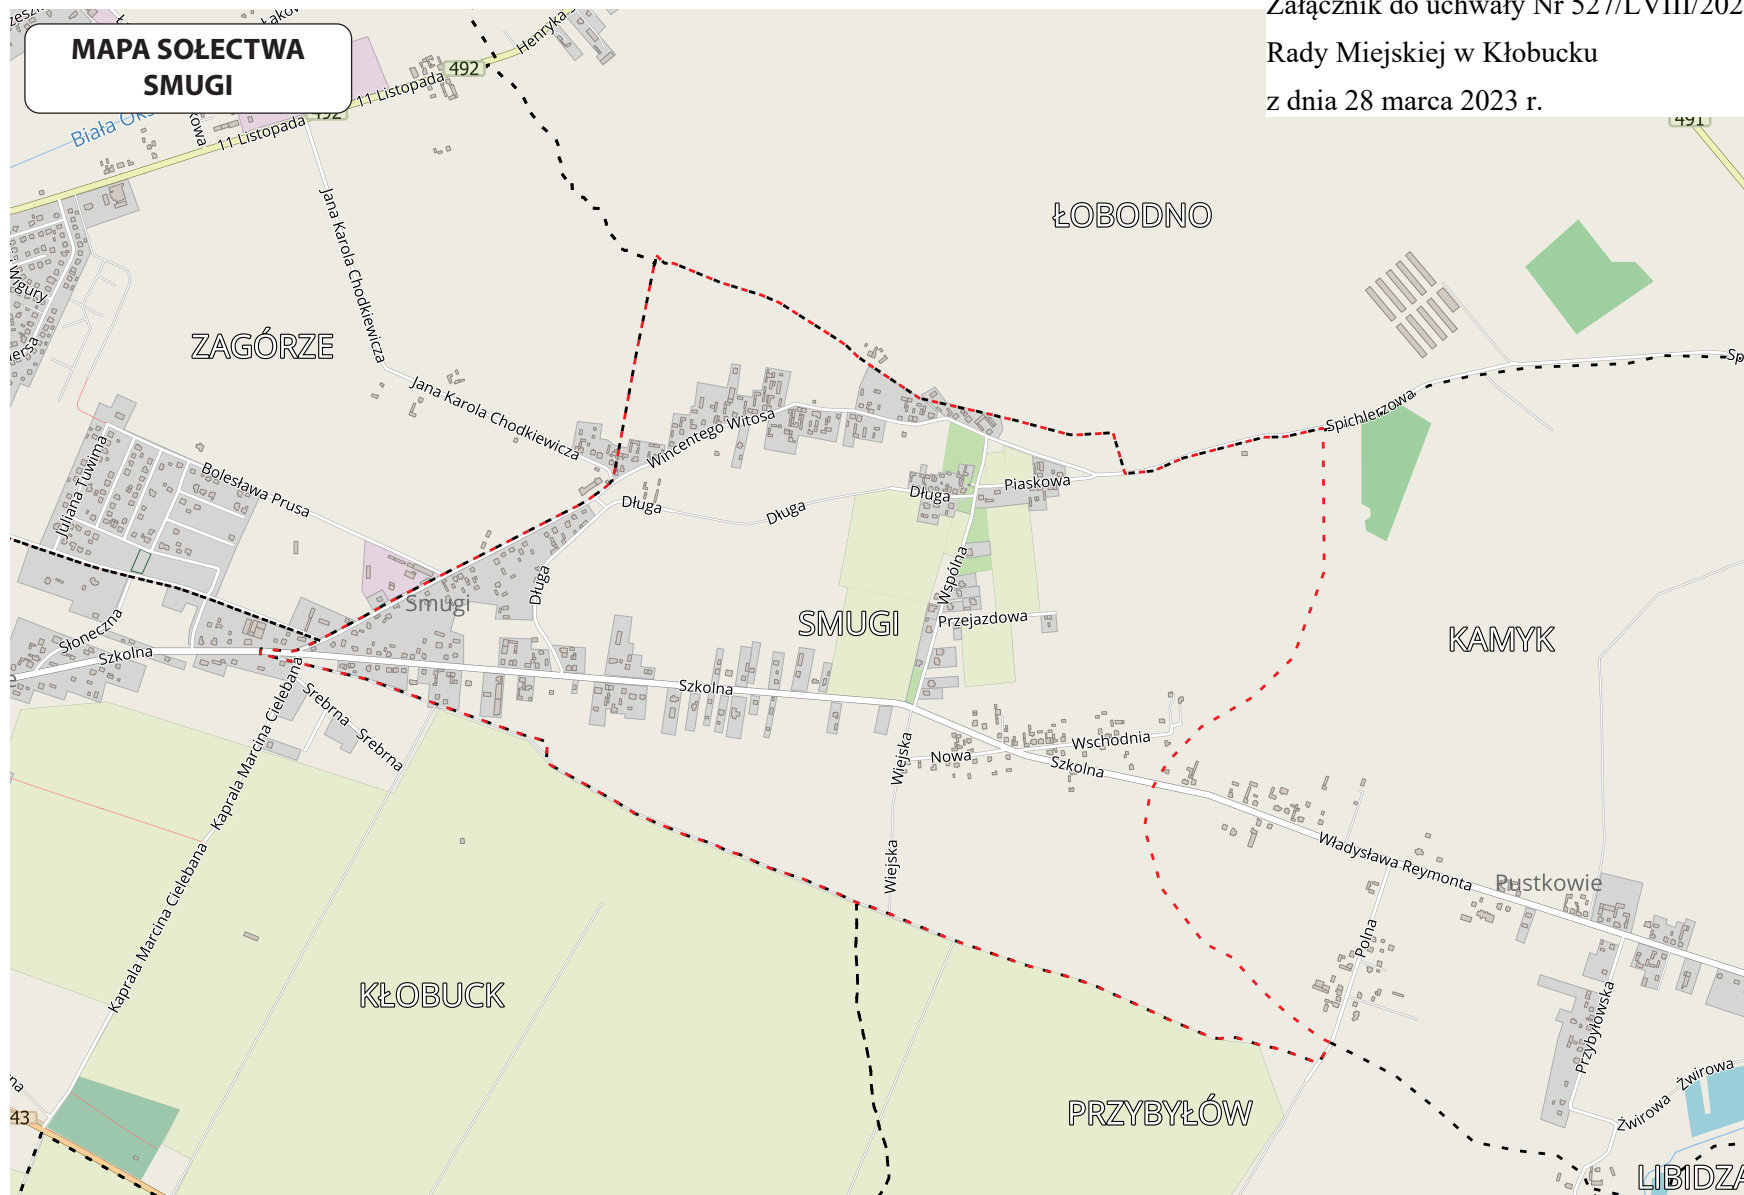 Załącznik do uchwały Nr 527/LVIII/202
Rady Miejskiej w Kłobucku
z dnia 28 marca 2023 r.
MAPA SOŁECTWA
SMUGI
492
Henryka
11 Listopada
492
11 Listopada
491
Biała Oks
Jana Karola Chodkiewicza
ŁOBODNO
ZAGÓRZE
Jana Karola Chodkiewicza
Wincentego Witosa
Spichlerzowa
Sp
Juliana Tuwima
Bolesława Prusa
Długa
Długa
Długa
Piaskowa
Długa
Wspólna
Smugi
SMUGI
Przejazdowa
KAMYK
Słoneczna
Szkolna
Szkolna
Srebrna
Srebrna
Kaprala Marcina Cielebana
Wiejska
Nowa
Wschodnia
Szkolna
Wiejska
Władysława Reymonta
Pustkowie
Kaprala Marcina Cielebana
Polna
KŁOBUCK
Przybyłowska
PRZYBYŁÓW
Żwirowa
Żwirowa
43
LIBIDZA